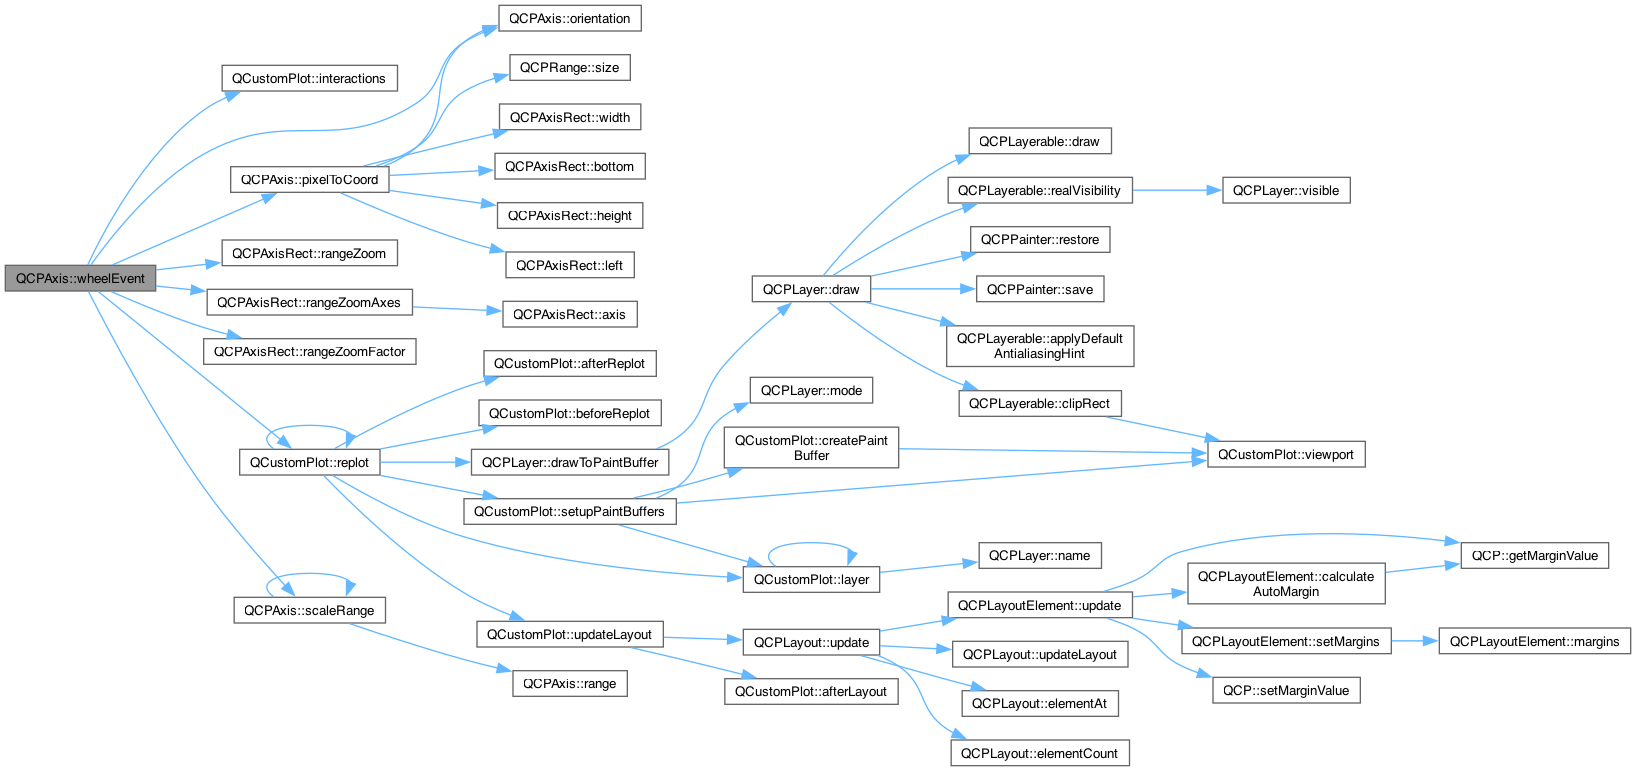 QCPAxis::orientation
QCPRange::size
QCustomPlot::interactions
QCPAxisRect::width
QCPLayerable::draw
QCPAxisRect::bottom
QCPAxis::pixelToCoord
QCPLayerable::realVisibility
QCPLayer::visible
QCPAxisRect::height
QCPPainter::restore
QCPAxisRect::rangeZoom
QCPAxisRect::left
QCPAxis::wheelEvent
QCPLayer::draw
QCPPainter::save
QCPAxisRect::rangeZoomAxes
QCPAxisRect::axis
QCPLayerable::applyDefault
AntialiasingHint
QCPAxisRect::rangeZoomFactor
QCustomPlot::afterReplot
QCPLayer::mode
QCPLayerable::clipRect
QCustomPlot::beforeReplot
QCustomPlot::createPaint
Buffer
QCustomPlot::viewport
QCustomPlot::replot
QCPLayer::drawToPaintBuffer
QCustomPlot::setupPaintBuffers
QCPLayer::name
QCP::getMarginValue
QCustomPlot::layer
QCPLayoutElement::calculate
AutoMargin
QCPAxis::scaleRange
QCPLayoutElement::update
QCustomPlot::updateLayout
QCPLayout::update
QCPLayoutElement::setMargins
QCPLayoutElement::margins
QCPLayout::updateLayout
QCPAxis::range
QCustomPlot::afterLayout
QCP::setMarginValue
QCPLayout::elementAt
QCPLayout::elementCount